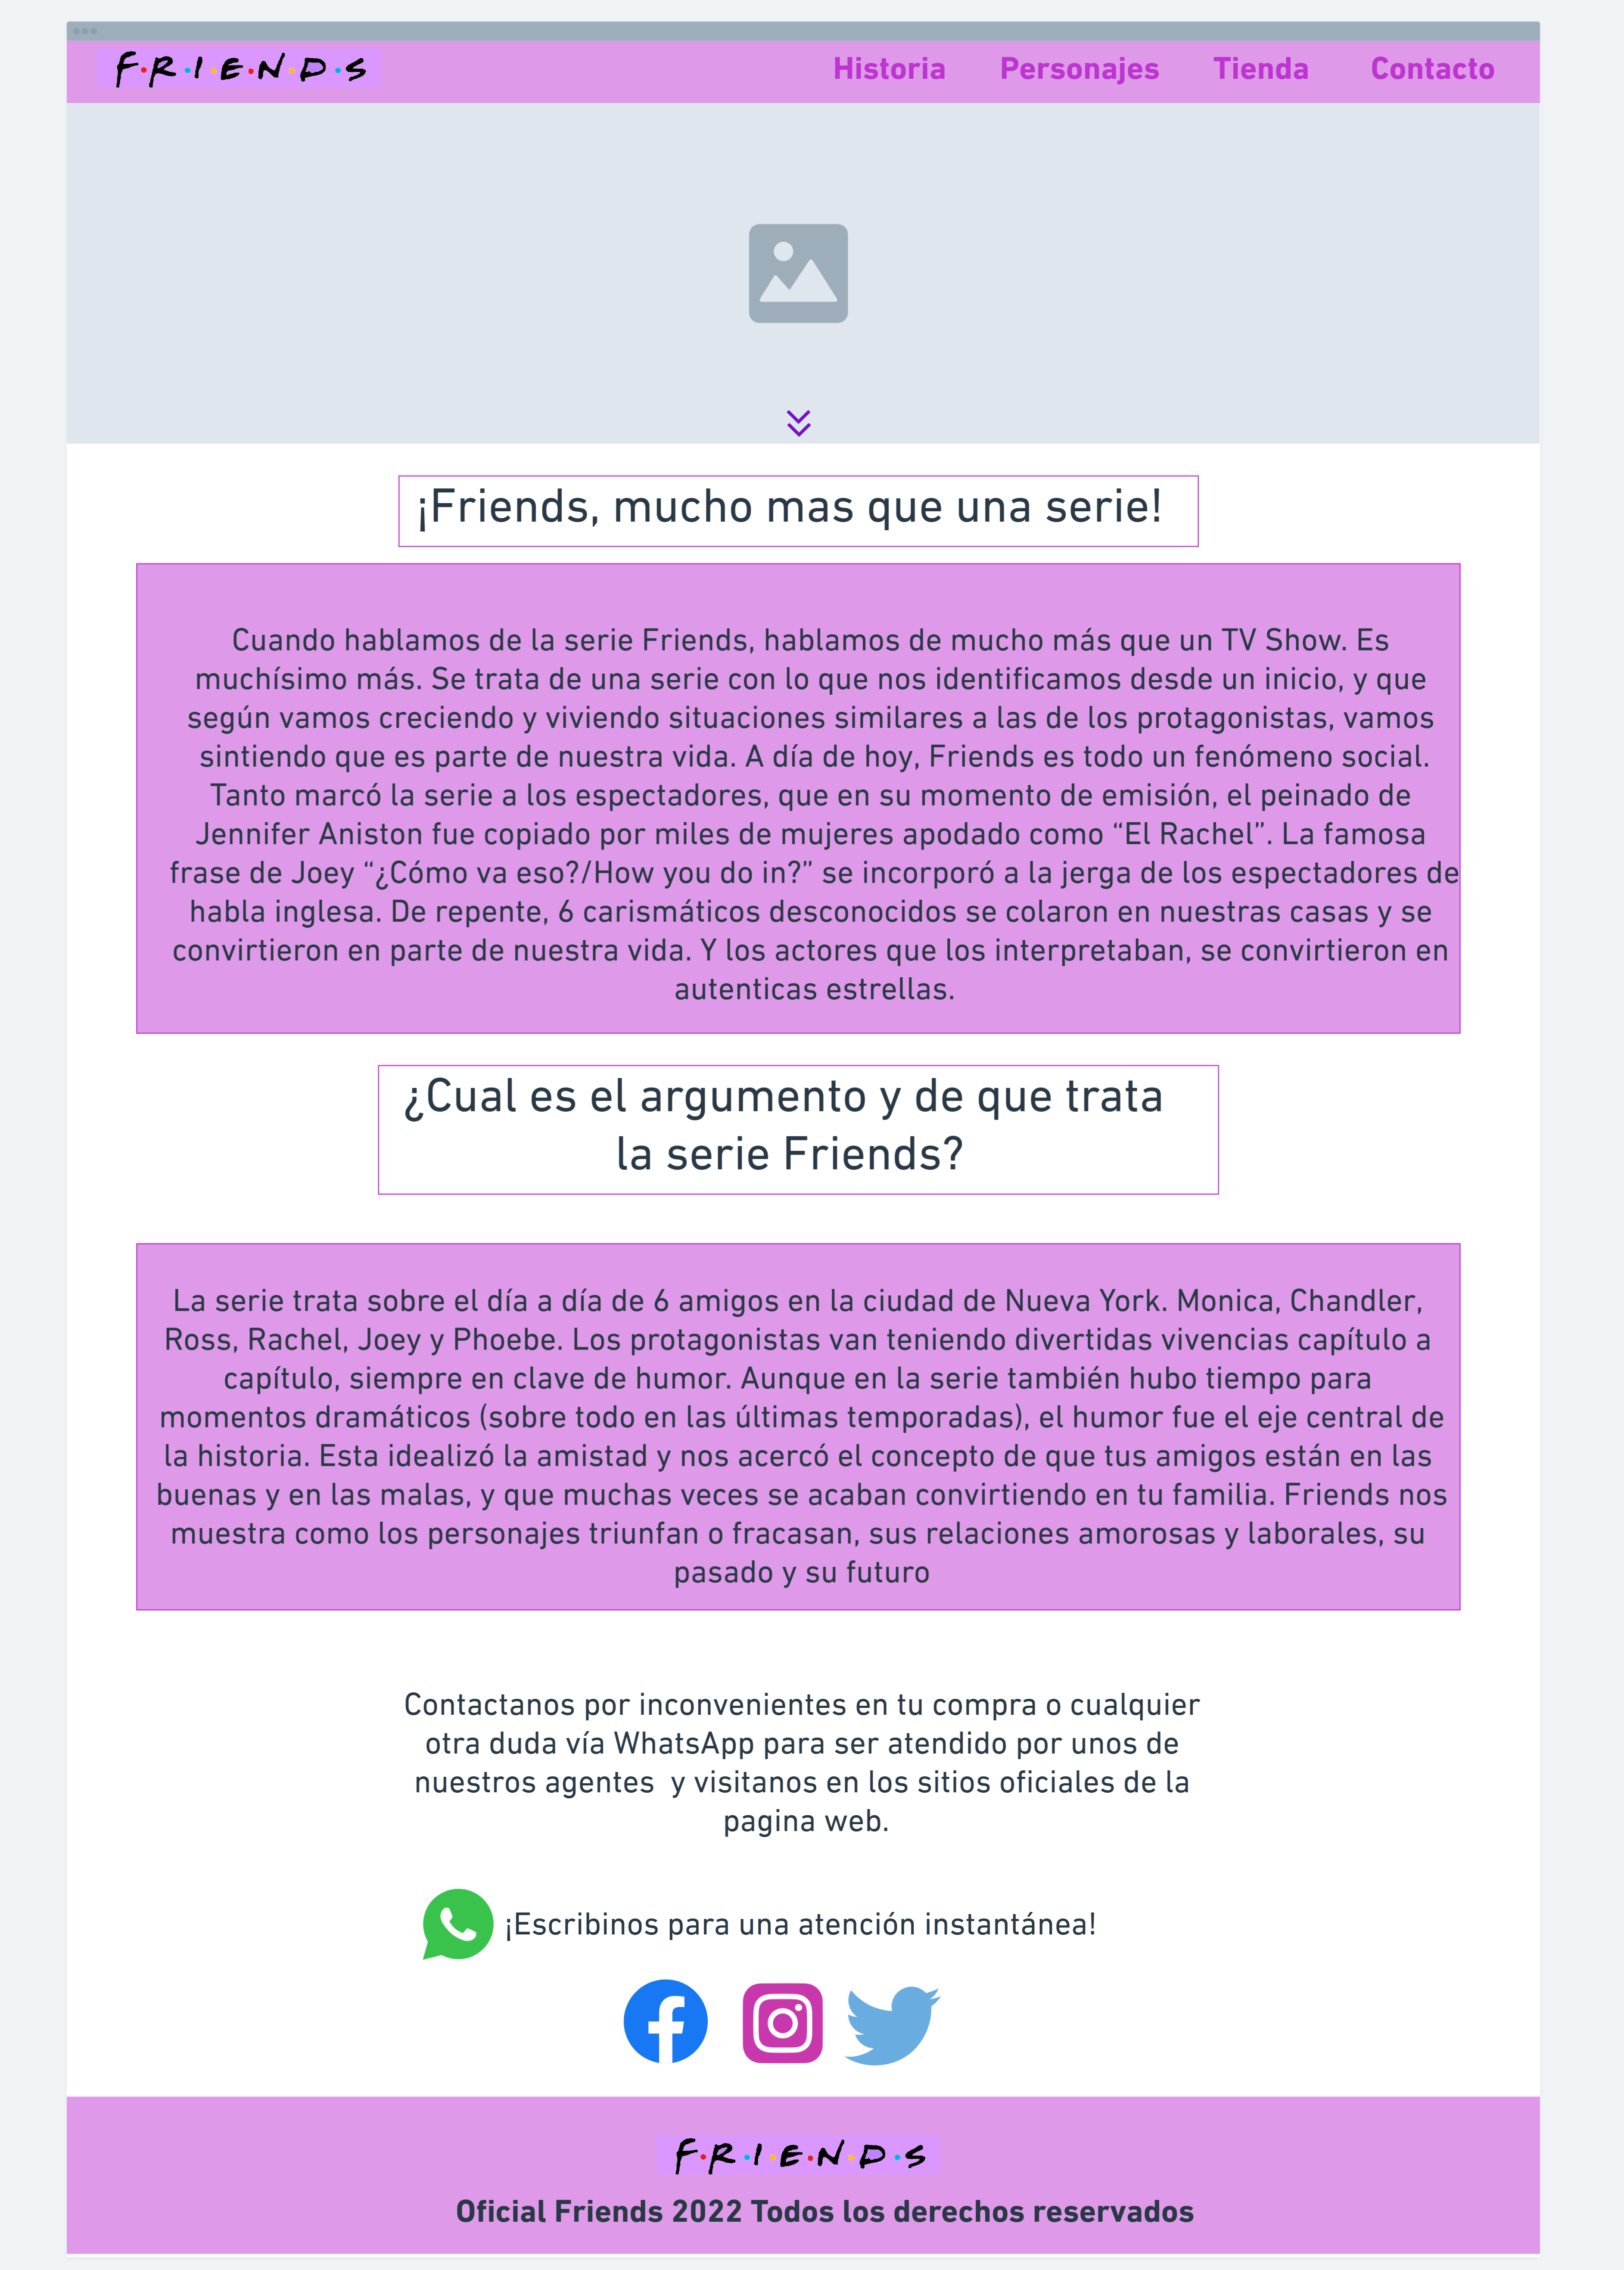 F·R·I·E·N·D·S
Historia Personajes Tienda Contacto
¡Friends, mucho mas que una serie!
Cuando hablamos de la serie Friends, hablamos de mucho más que un TV Show. Es
muchísimo más. Se trata de una serie con lo que nos identificamos desde un inicio, y que
según vamos creciendo y viviendo situaciones similares a las de los protagonistas, vamos
sintiendo que es parte de nuestra vida. A día de hoy, Friends es todo un fenómeno social.
Tanto marcó la serie a los espectadores, que en su momento de emisión, el peinado de
Jennifer Aniston fue copiado por miles de mujeres apodado como “El Rachel”. La famosa
frase de Joey “¿Cómo va eso?/How you do in?” se incorporó a la jerga de los espectadores de
habla inglesa. De repente, 6 carismáticos desconocidos se colaron en nuestras casas y se
convirtieron en parte de nuestra vida. Y los actores que los interpretaban, se convirtieron en
autenticas estrellas.
¿Cual es el argumento y de que trata
la serie Friends?
La serie trata sobre el día a día de 6 amigos en la ciudad de Nueva York. Monica, Chandler,
Ross, Rachel, Joey y Phoebe. Los protagonistas van teniendo divertidas vivencias capítulo a
capítulo, siempre en clave de humor. Aunque en la serie también hubo tiempo para
momentos dramáticos (sobre todo en las últimas temporadas), el humor fue el eje central de
la historia. Esta idealizó la amistad y nos acercó el concepto de que tus amigos están en las
buenas y en las malas, y que muchas veces se acaban convirtiendo en tu familia. Friends nos
muestra como los personajes triunfan o fracasan, sus relaciones amorosas y laborales, su
pasado y su futuro
Contactanos por inconvenientes en tu compra o cualquier
otra duda vía WhatsApp para ser atendido por unos de
nuestros agentes  y visitanos en los sitios oficiales de la
pagina web.
¡Escribinos para una atención instantánea!
F·R·I·E·N·D·S
Oficial Friends 2022 Todos los derechos reservados